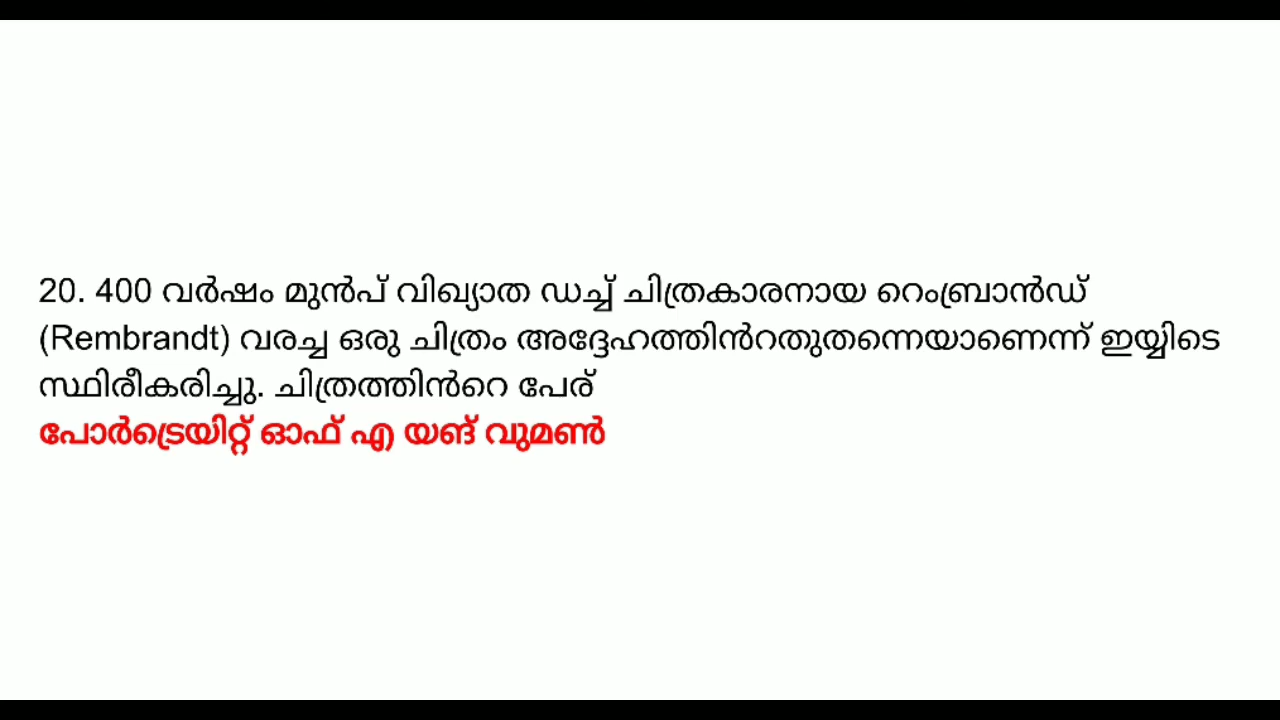 20. 400 വർഷം മുൻപ് വിഖ്യാത ഡച്ച് ചിത്രകാരനായ റെംബ്രാൻഡ്
(Rembrandt) വരച്ച ഒരു ചിത്രം അദ്ദേഹത്തിൻറതുതന്നെയാണെന്ന് ഇയ്യിടെ
സ്ഥിരീകരിച്ചു. ചിത്രത്തിൻറെ പേര്
പോർട്രെയിറ്റ് ഓഫ് എ യങ് വുമൺ